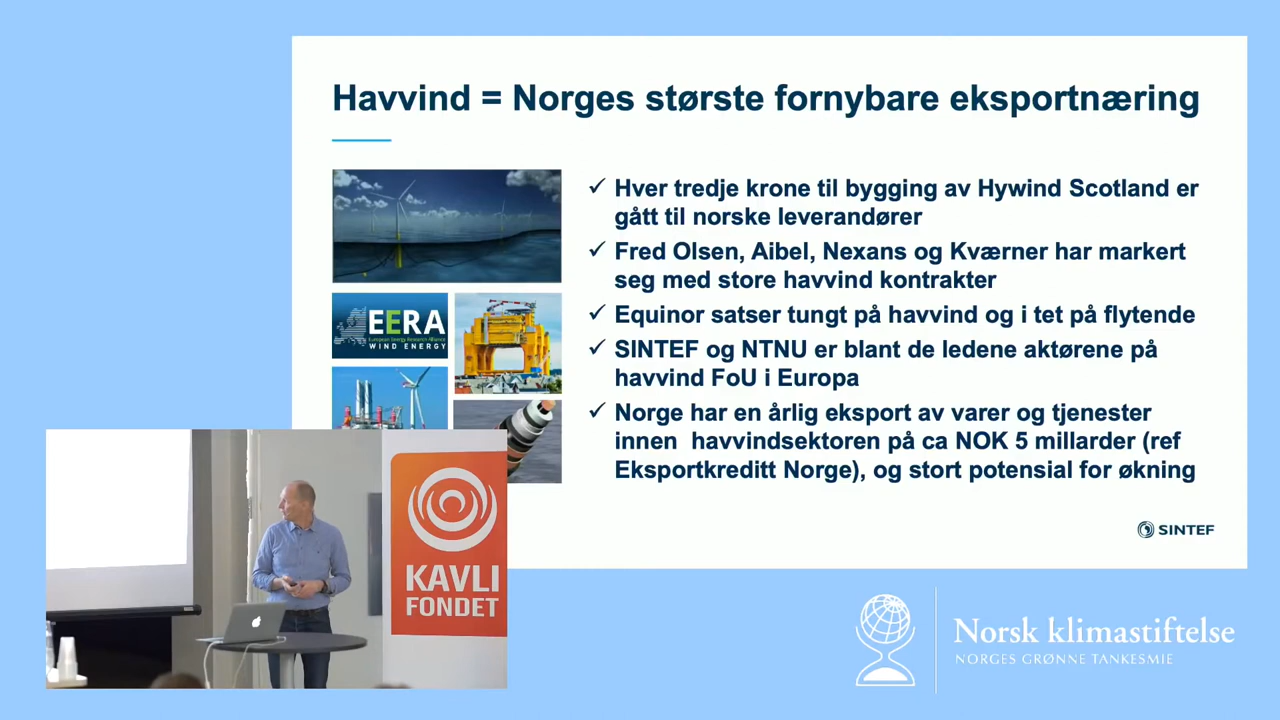 Havvind = Norges største fornybare eksportnæring
✓ Hver tredje krone til bygging av Hywind Scotland er
gått til norske leverandører
✓ Fred Olsen, Aibel, Nexans og Kværner har markert
seg med store havvind kontrakter
✓ Equinor satser tungt på havvind og i tet på flytende
✓ SINTEF og NTNU er blant de ledene aktørene på
havvind FoU i Europa
✓ Norge har en årlig eksport av varer og tjenester
innen havvindsektoren på ca NOK 5 millarder (ref
Eksportkreditt Norge), og stort potensial for økning
EERA
European Energy Research Alliance
WIND ENERGY
SINTEF
KAVLI
FONDET
Norsk klimastiftelse
NORGES GRØNNE TANKESMIE